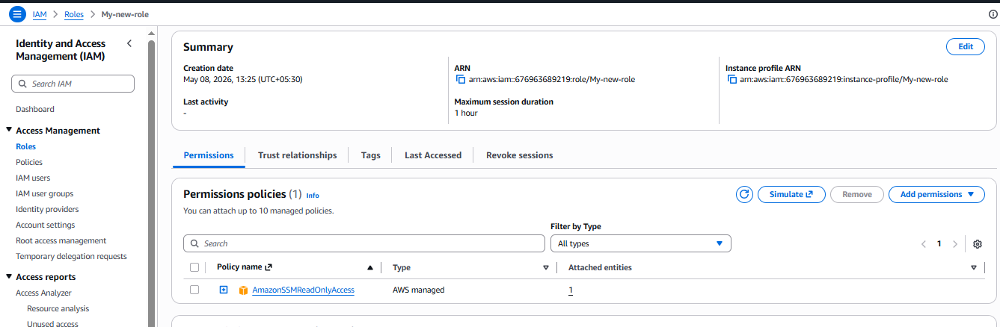 IAM > Roles > My-new-role
Identity and Access
Management (IAM)
Search IAM
Dashboard
Access Management
Roles
Policies
IAM users
IAM user groups
Identity providers
Account settings
Root access management
Temporary delegation requests
Access reports
Access Analyzer
Resource analysis
Unused access
Summary
Edit
Creation date
May 08, 2026, 13:25 (UTC+05:30)
ARN
arn:aws:iam::676963689219:role/My-new-role
Instance profile ARN
arn:aws:iam::676963689219:instance-profile/My-new-role
Last activity
-
Maximum session duration
1 hour
Permissions
Trust relationships
Tags
Last Accessed
Revoke sessions
Permissions policies (1) Info
You can attach up to 10 managed policies.
Simulate
Remove
Add permissions
Search
Filter by Type
All types
1
Policy name
Type
Attached entities
AmazonSSMReadOnlyAccess
AWS managed
1